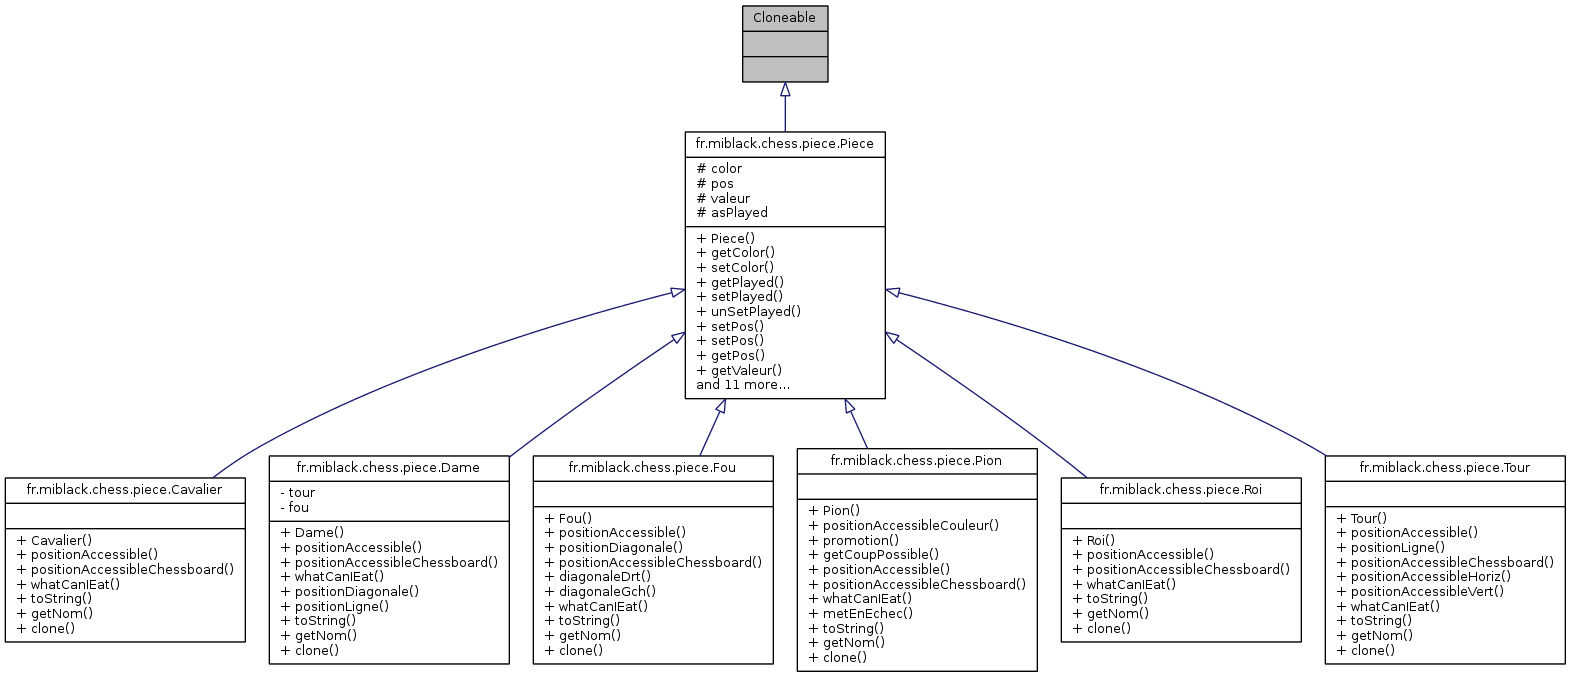 Cloneable
fr.miblack.chess.piece.Piece
# color
# pos
# valeur
# asPlayed
+ Piece()
+ getColor()
+ setColor()
+ getPlayed()
+ setPlayed()
+ unSetPlayed()
+ setPos()
+ setPos()
+ getPos()
+ getValeur()
and 11 more...
fr.miblack.chess.piece.Cavalier
+ Cavalier()
+ positionAccessible()
+ positionAccessibleChessboard()
+ whatCanIEat()
+ toString()
+ getNom()
+ clone()
fr.miblack.chess.piece.Dame
- tour
- fou
+ Dame()
+ positionAccessible()
+ positionAccessibleChessboard()
+ whatCanIEat()
+ positionDiagonale()
+ positionLigne()
+ toString()
+ getNom()
+ clone()
fr.miblack.chess.piece.Fou
+ Fou()
+ positionAccessible()
+ positionDiagonale()
+ positionAccessibleChessboard()
+ diagonaleDrt()
+ diagonaleGch()
+ whatCanIEat()
+ toString()
+ getNom()
+ clone()
fr.miblack.chess.piece.Pion
+ Pion()
+ positionAccessibleCouleur()
+ promotion()
+ getCoupPossible()
+ positionAccessible()
+ positionAccessibleChessboard()
+ whatCanIEat()
+ metEnEchec()
+ toString()
+ getNom()
+ clone()
fr.miblack.chess.piece.Roi
+ Roi()
+ positionAccessible()
+ positionAccessibleChessboard()
+ whatCanIEat()
+ toString()
+ getNom()
+ clone()
fr.miblack.chess.piece.Tour
+ Tour()
+ positionAccessible()
+ positionLigne()
+ positionAccessibleChessboard()
+ positionAccessibleHoriz()
+ positionAccessibleVert()
+ whatCanIEat()
+ toString()
+ getNom()
+ clone()